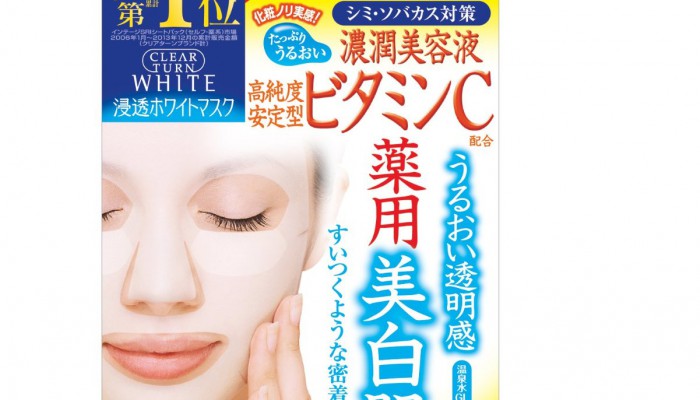 第1位
インテージSRIシートパック(セルフ・薬系)市場
2006年1月〜2013年12月の累計販売金額
(クリアターンブランド計)
CLEAR
TURN
WHITE
浸透ホワイトマスク
化粧ノリ実感!
たっぷり
うるおい
シミ・ソバカス対策
濃潤美容液
高純度
安定型
ビタミンC
配合
うるおい透明感
薬用美白肌
すいつくような密着
温泉水